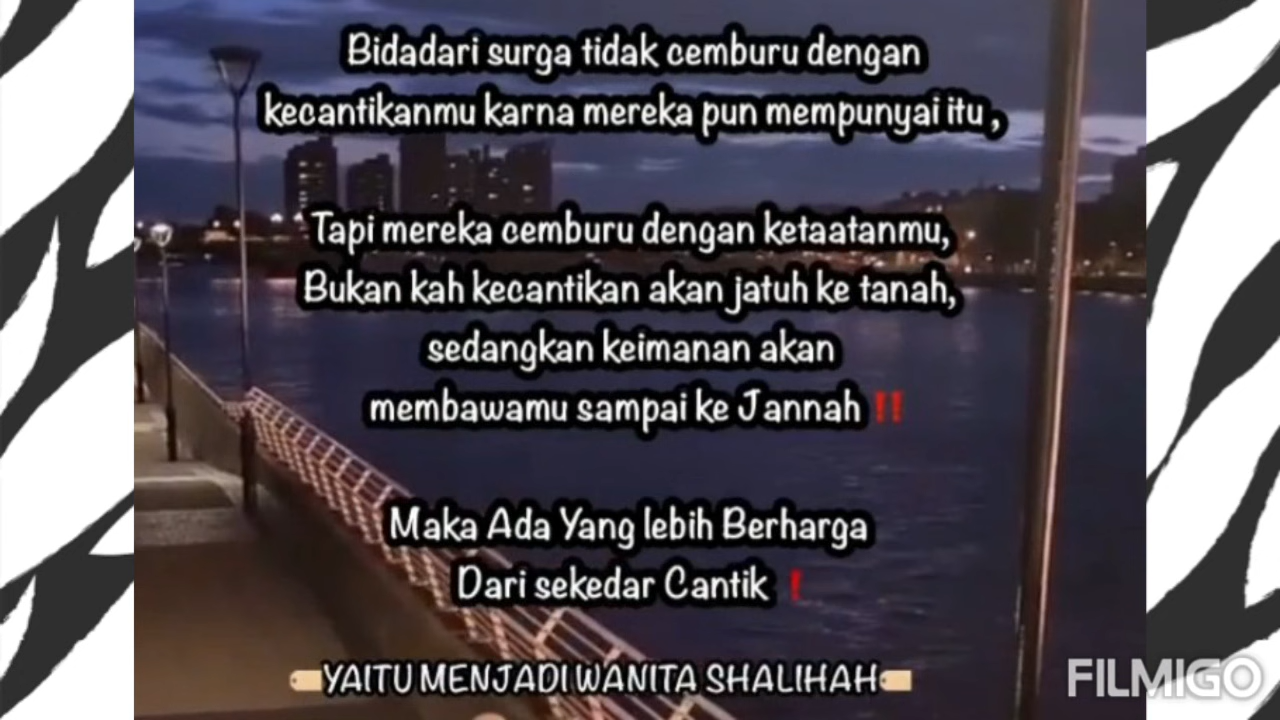 Bidadari surga tidak cemburu dengan
kecantikanmu karna mereka pun mempunyai itu ,
Tapi mereka cemburu dengan ketaatanmu,
Bukan kah kecantikan akan jatuh ke tanah,
sedangkan keimanan akan
membawamu sampai ke Jannah ‼️
Maka Ada Yang lebih Berharga
Dari sekedar Cantik ❗
YAITU MENJADI WANITA SHALIHAH
FILMIGO